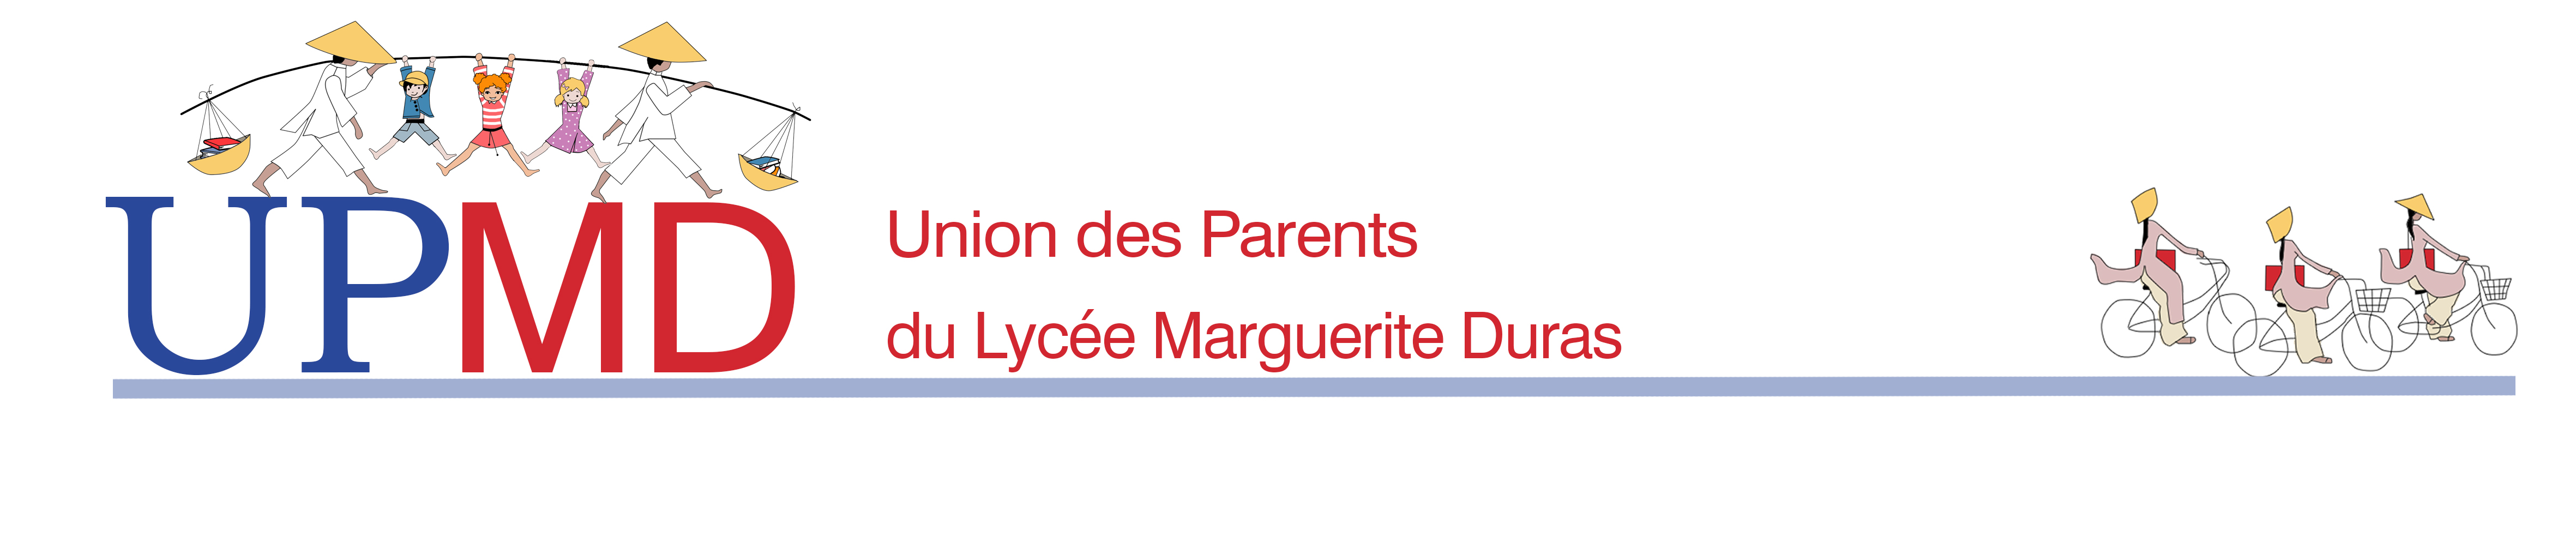 UPMD
Union des Parents
du Lycée Marguerite Duras